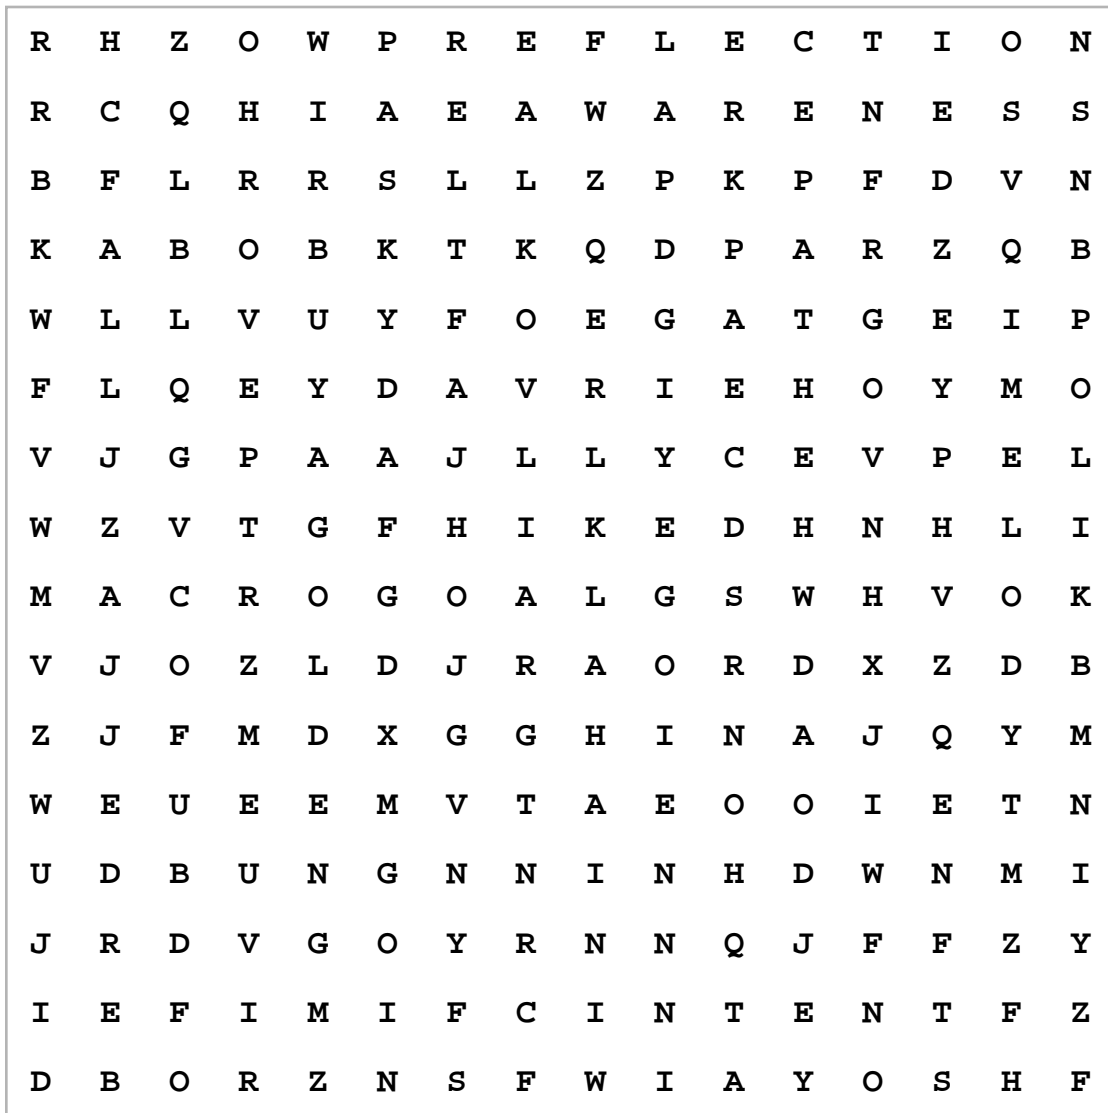 R H Z O W P R E F L E C T I O N
R C Q H I A E A W A R E N E S S
B F L R R S L L Z P K P F D V N
K A B O B K T K Q D P A R Z Q B
W L L V U Y F O E G A T G E I P
F L Q E Y D A V R I E H O Y M O
V J G P A A J L L Y C E V P E L
W Z V T G F H I K E D H N H L I
M A C R O G O A L G S W H V O K
V J O Z L D J R A O R D X Z D B
Z J F M D X G G H I N A J Q Y M
W E U E E M V T A E O O I E T N
U D B U N G N N I N H D W N M I
J R D V G O Y R N N Q J F F Z Y
I E F I M I F C I N T E N T F Z
D B O R Z N S F W I A Y O S H F